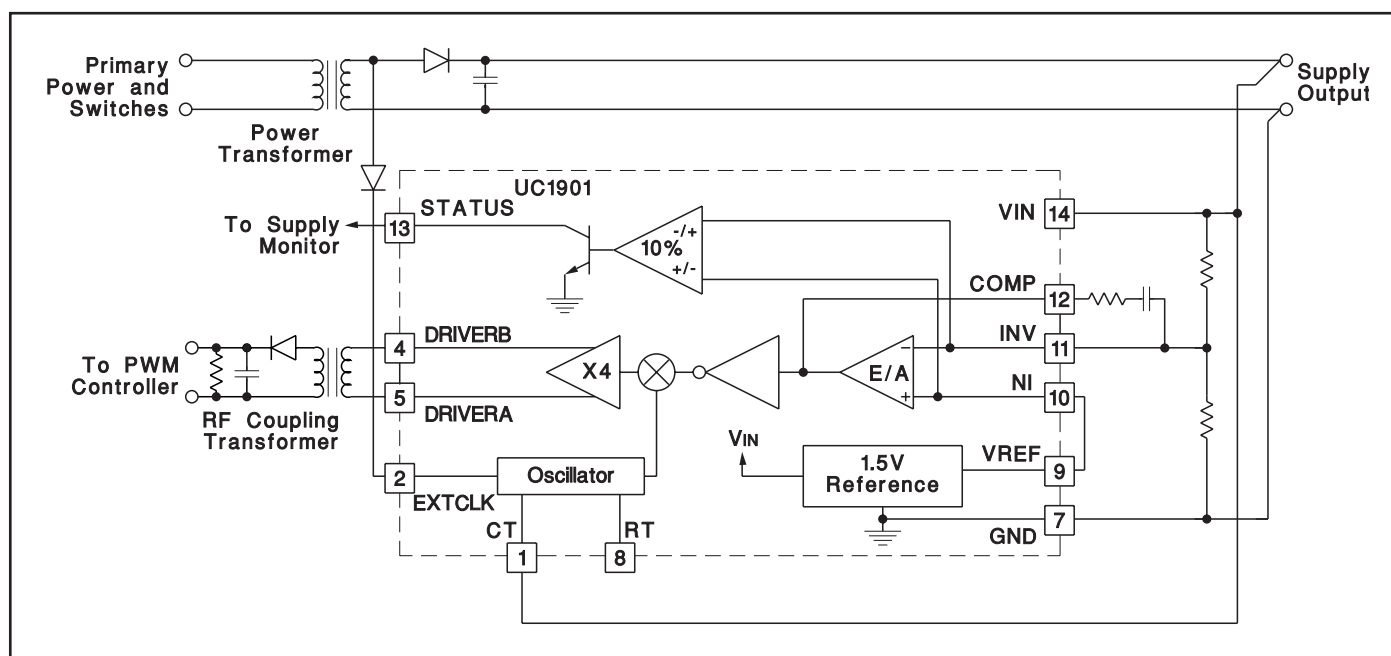 Primary
Power and
Switches
Power
Transformer
Supply
Output
UC1901
STATUS
13
To Supply
Monitor
-/+
10%
+/-
VIN
14
COMP
12
INV
11
NI
10
DRIVERB
4
To PWM
Controller
5
DRIVERA
RF Coupling
Transformer
X4
E/A
−
+
VIN
1.5V
Reference
VREF
9
2
EXTCLK
Oscillator
7
GND
CT
RT
1
8